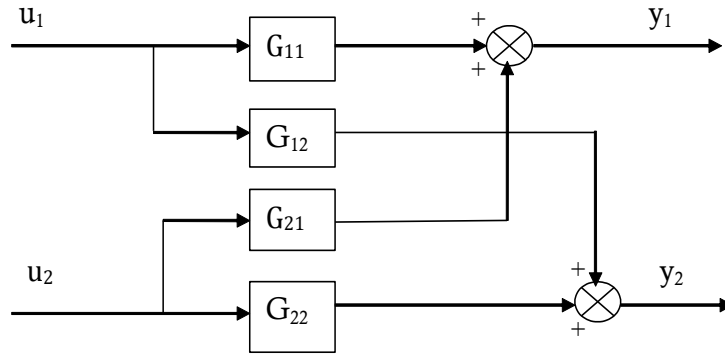 u₁
G₁₁
+
+
y₁
G₁₂
G₂₁
u₂
G₂₂
+
+
y₂